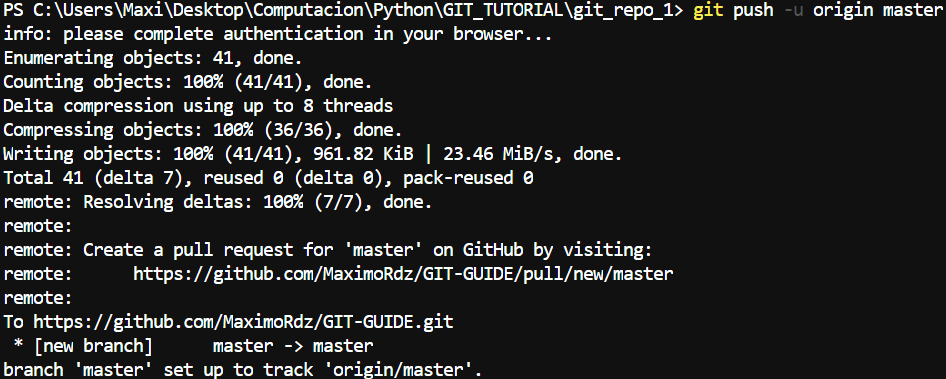 PS C:\Users\Maxi\Desktop\Computacion\Python\GIT_TUTORIAL\git_repo_1> git push -u origin master
info: please complete authentication in your browser...
Enumerating objects: 41, done.
Counting objects: 100% (41/41), done.
Delta compression using up to 8 threads
Compressing objects: 100% (36/36), done.
Writing objects: 100% (41/41), 961.82 KiB | 23.46 MiB/s, done.
Total 41 (delta 7), reused 0 (delta 0), pack-reused 0
remote: Resolving deltas: 100% (7/7), done.
remote:
remote: Create a pull request for 'master' on GitHub by visiting:
remote:      https://github.com/MaximoRdz/GIT-GUIDE/pull/new/master
remote:
To https://github.com/MaximoRdz/GIT-GUIDE.git
 * [new branch]      master -> master
branch 'master' set up to track 'origin/master'.